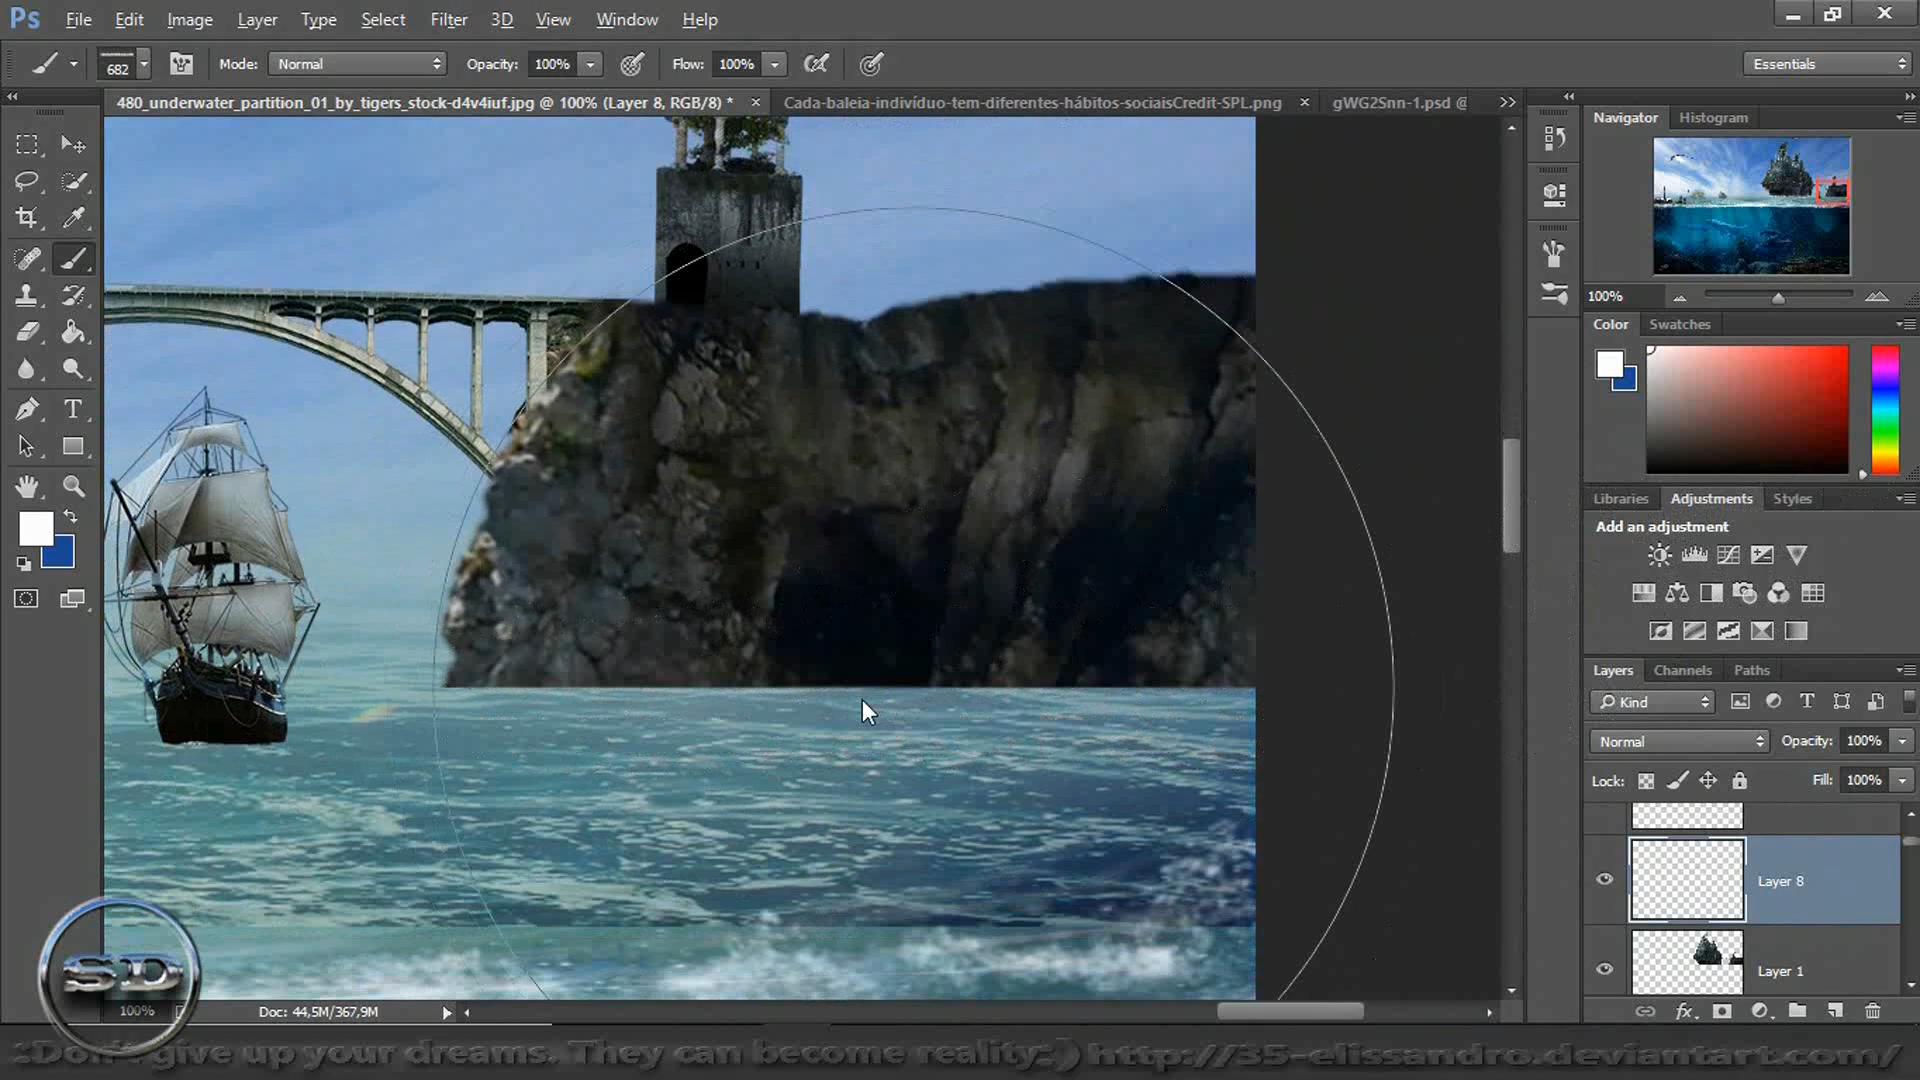 Ps File Edit Image Layer Type Select Filter 3D View Window Help
682 Mode: Normal Opacity: 100% Flow: 100% Essentials
480_underwater_partition_01_by_tigers_stock-d4v4iuf.jpg @ 100% (Layer 8, RGB/8) * Cada-baleia-indivíduo-tem-diferentes-hábitos-sociaisCredit-SPL.png gWG2Snn-1.psd @
Navigator Histogram
100%
Color Swatches
Libraries Adjustments Styles
Add an adjustment
Layers Channels Paths
Kind
Normal Opacity: 100%
Lock: Fill: 100%
Layer 8
Layer 1
SD
100% Doc: 44,5M/367,9M
:Don't give up your dreams. They can become reality:;) http://35-elissandro.deviantart.com/